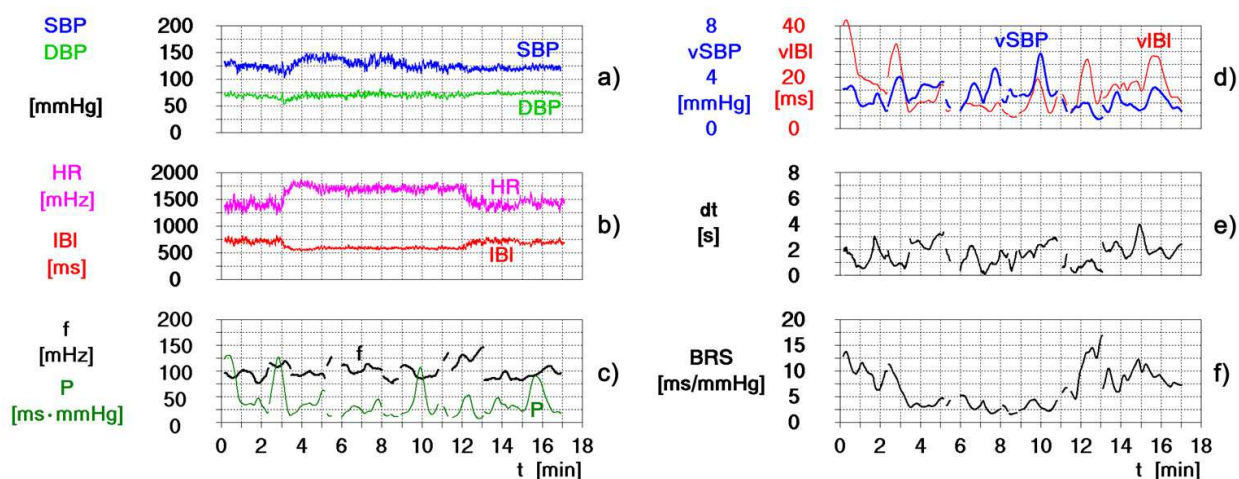 SBP
DBP
[mmHg]
200
150
100
75
50
0
SBP
DBP
a)
HR
[mHz]
IBI
[ms]
2000
1750
1500
1000
500
0
HR
IBI
b)
f
[mHz]
P
[ms·mmHg]
200
150
100
50
0
f
P
c)
0 2 4 6 8 10 12 14 16 18
t [min]
8 40
vSBP vIBI
4 20
[mmHg] [ms]
0 0
vSBP
vIBI
d)
dt
[s]
8
6
4
2
0
e)
BRS
[ms/mmHg]
20
15
10
5
0
f)
0 2 4 6 8 10 12 14 16 18
t [min]